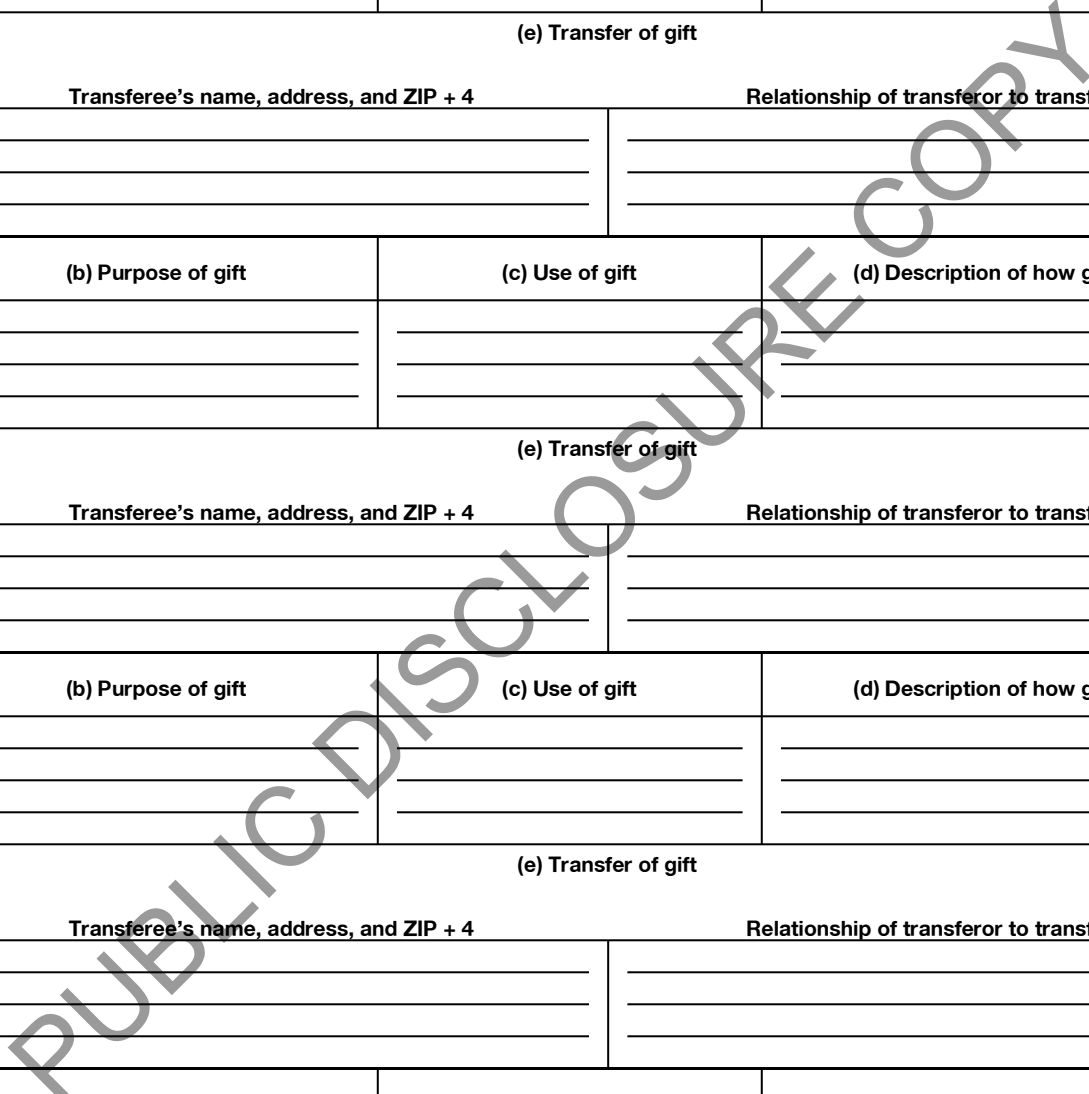 (e) Transfer of gift
Transferee's name, address, and ZIP + 4 Relationship of transferor to transf
(b) Purpose of gift (c) Use of gift (d) Description of how g
(e) Transfer of gift
Transferee's name, address, and ZIP + 4 Relationship of transferor to transf
(b) Purpose of gift (c) Use of gift (d) Description of how g
(e) Transfer of gift
Transferee's name, address, and ZIP + 4 Relationship of transferor to transf
PUBLIC DISCLOSURE COPY